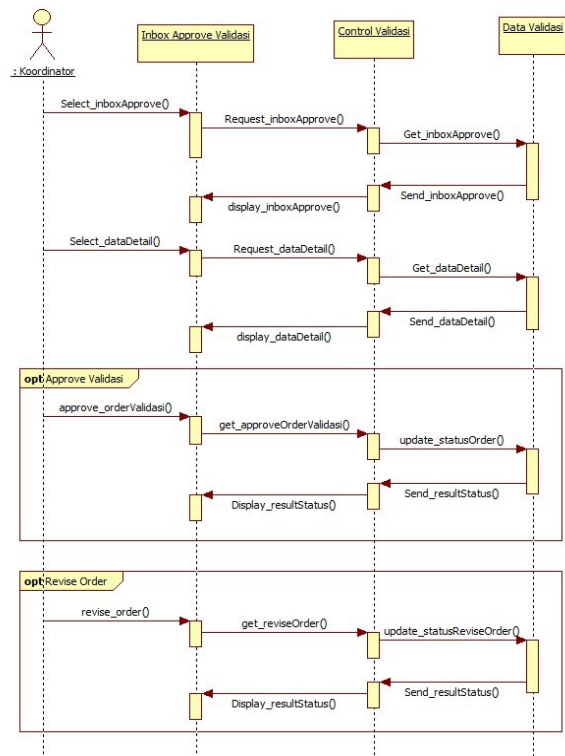 : Koordinator
Inbox Approve Validasi
Control Validasi
Data Validasi
Select_inboxApprove()
Request_inboxApprove()
Get_inboxApprove()
Send_inboxApprove()
display_inboxApprove()
Select_dataDetail()
Request_dataDetail()
Get_dataDetail()
Send_dataDetail()
display_dataDetail()
opt Approve Validasi
approve_orderValidasi()
get_approveOrderValidasi()
update_statusOrder()
Send_resultStatus()
Display_resultStatus()
opt Revise Order
revise_order()
get_reviseOrder()
update_statusReviseOrder()
Send_resultStatus()
Display_resultStatus()